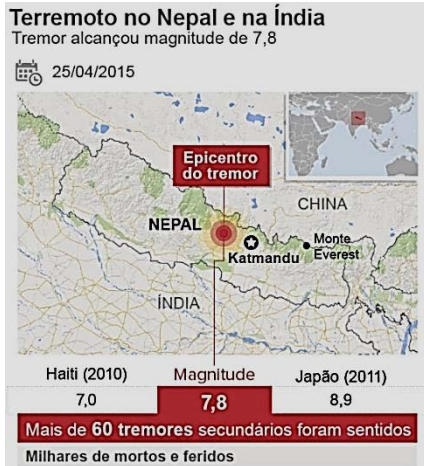 Terremoto no Nepal e na Índia
Tremor alcançou magnitude de 7,8
25/04/2015
Epicentro
do tremor
CHINA
NEPAL
Monte
Everest
Katmandu
ÍNDIA
Haiti (2010)
Magnitude
Japão (2011)
7,0
7,8
8,9
Mais de 60 tremores secundários foram sentidos
Milhares de mortos e feridos